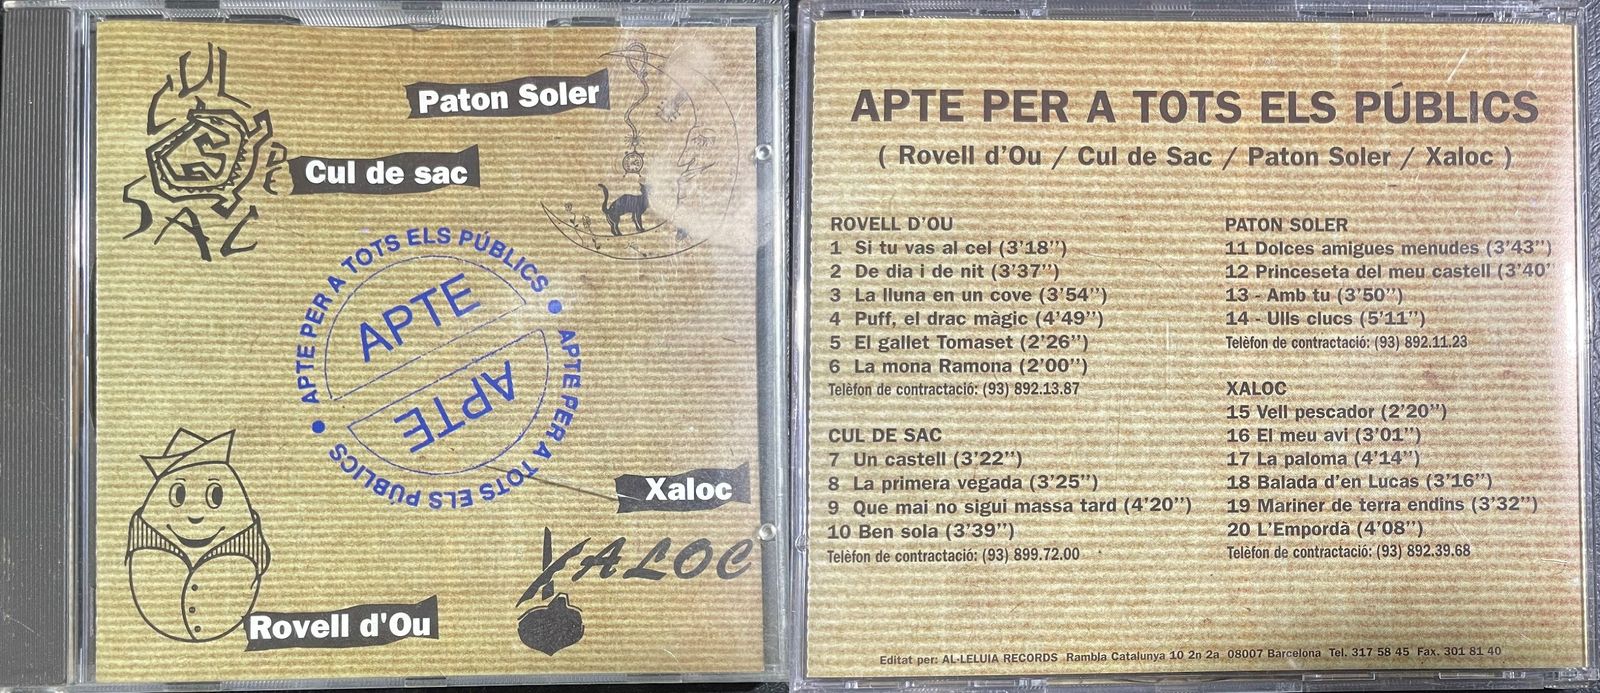 CUL
DE
SAC
Paton Soler
Cul de sac
APTE PER A TOTS ELS PÚBLICS
APTE
APTE
APTE PER A TOTS ELS PÚBLICS
Xaloc
XALOC
Rovell d'Ou
APTE PER A TOTS ELS PÚBLICS
( Rovell d'Ou / Cul de Sac / Paton Soler / Xaloc )
ROVELL D'OU
1 Si tu vas al cel (3'18'')
2 De dia i de nit (3'37'')
3 La lluna en un cove (3'54'')
4 Puff, el drac màgic (4'49'')
5 El gallet Tomaset (2'26'')
6 La mona Ramona (2'00'')
Telèfon de contractació: (93) 892.13.87
CUL DE SAC
7 Un castell (3'22'')
8 La primera vegada (3'25'')
9 Que mai no sigui massa tard (4'20'')
10 Ben sola (3'39'')
Telèfon de contractació: (93) 899.72.00
PATON SOLER
11 Dolces amigues menudes (3'43'')
12 Princeseta del meu castell (3'40''
13 - Amb tu (3'50'')
14 - Ulls clucs (5'11'')
Telèfon de contractació: (93) 892.11.23
XALOC
15 Vell pescador (2'20'')
16 El meu avi (3'01'')
17 La paloma (4'14'')
18 Balada d'en Lucas (3'16'')
19 Mariner de terra endins (3'32'')
20 L'Empordà (4'08'')
Telèfon de contractació: (93) 892.39.68
Editat per: AL-LELUIA RECORDS Rambla Catalunya 10 2n 2a 08007 Barcelona Tel. 317 58 45 Fax. 301 81 40